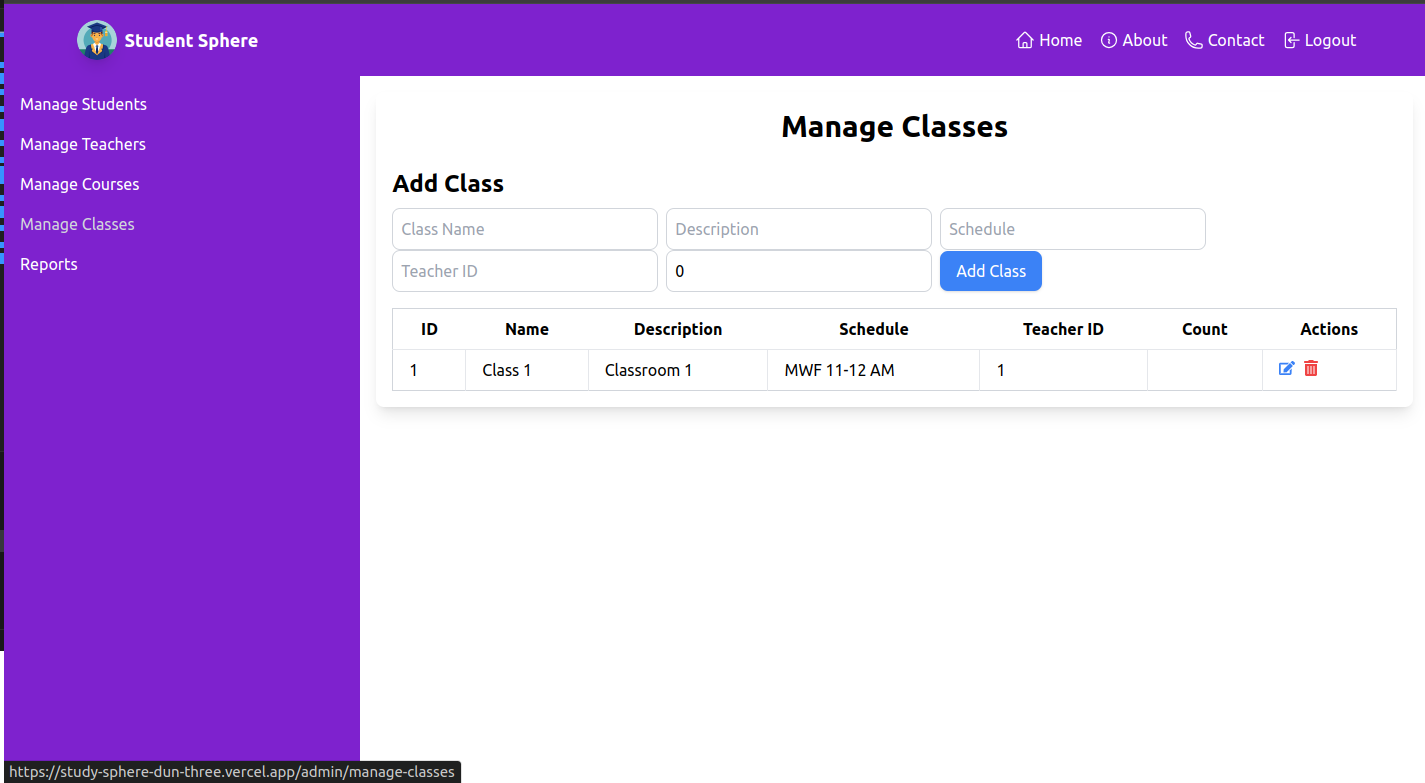 Student Sphere
Home About Contact Logout
Manage Students
Manage Teachers
Manage Courses
Manage Classes
Reports
Manage Classes
Add Class
Class Name Description Schedule
Teacher ID 0 Add Class
ID Name Description Schedule Teacher ID Count Actions
1 Class 1 Classroom 1 MWF 11-12 AM 1
https://study-sphere-dun-three.vercel.app/admin/manage-classes